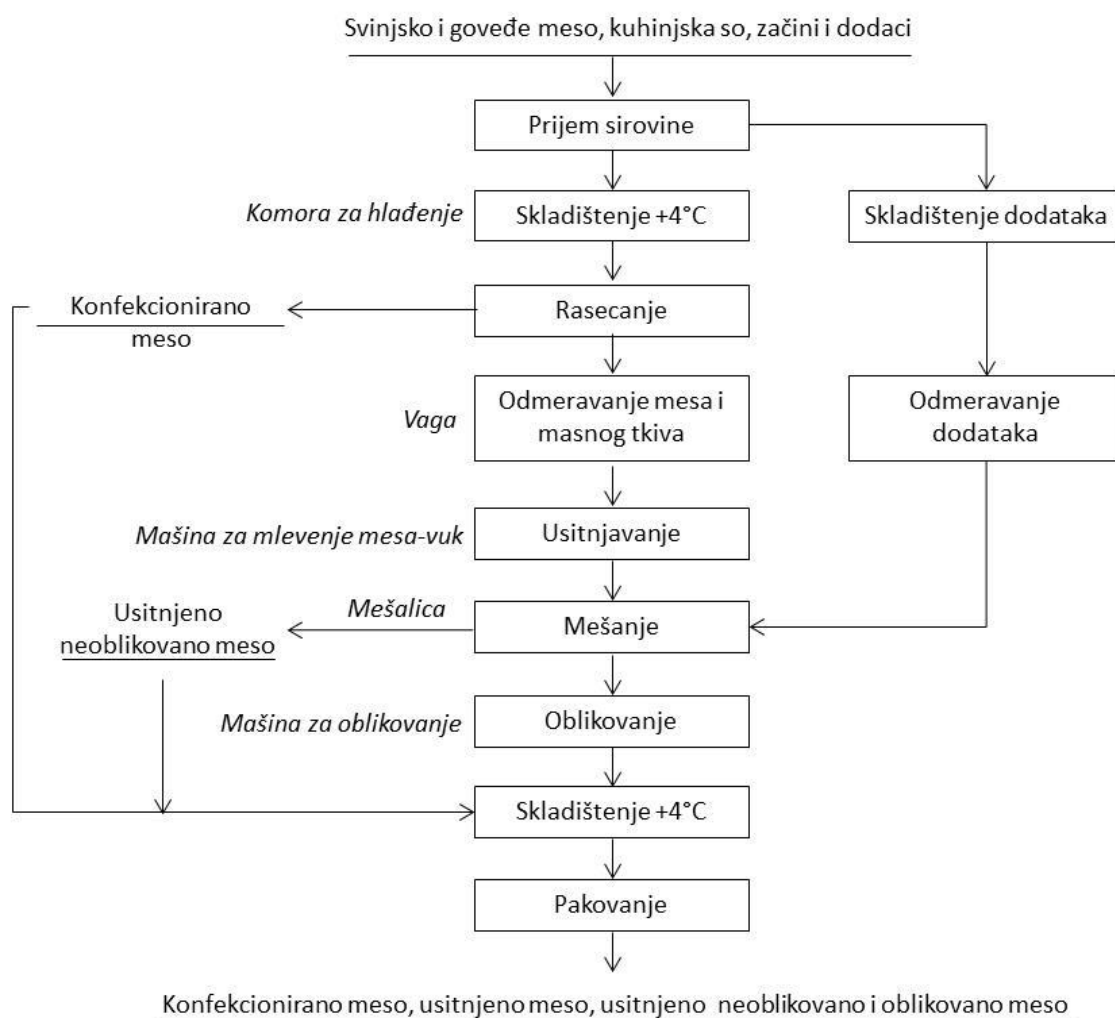 Svinjsko i goveđe meso, kuhinjska so, začini i dodaci
Prijem sirovine
Komora za hlađenje
Skladištenje +4°C
Skladištenje dodataka
Konfekcionirano
meso
Rasecanje
Vaga
Odmeravanje mesa i
masnog tkiva
Odmeravanje
dodataka
Mašina za mlevenje mesa-vuk
Usitnjavanje
Usitnjeno
neoblikovano meso
Mešalica
Mešanje
Mašina za oblikovanje
Oblikovanje
Skladištenje +4°C
Pakovanje
Konfekcionirano meso, usitnjeno meso, usitnjeno neoblikovano i oblikovano meso